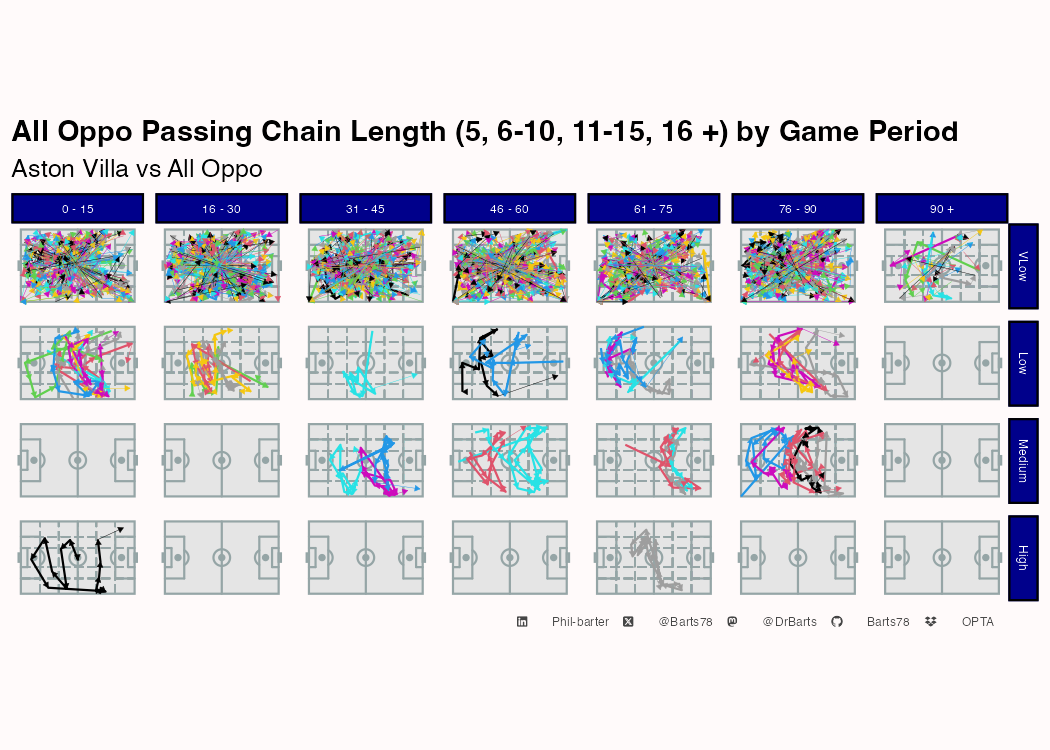 All Oppo Passing Chain Length (5, 6-10, 11-15, 16 +) by Game Period
Aston Villa vs All Oppo
0 - 15 16 - 30 31 - 45 46 - 60 61 - 75 76 - 90 90 +
VLow
Low
Medium
High
Phil-barter @Barts78 @DrBarts Barts78 OPTA